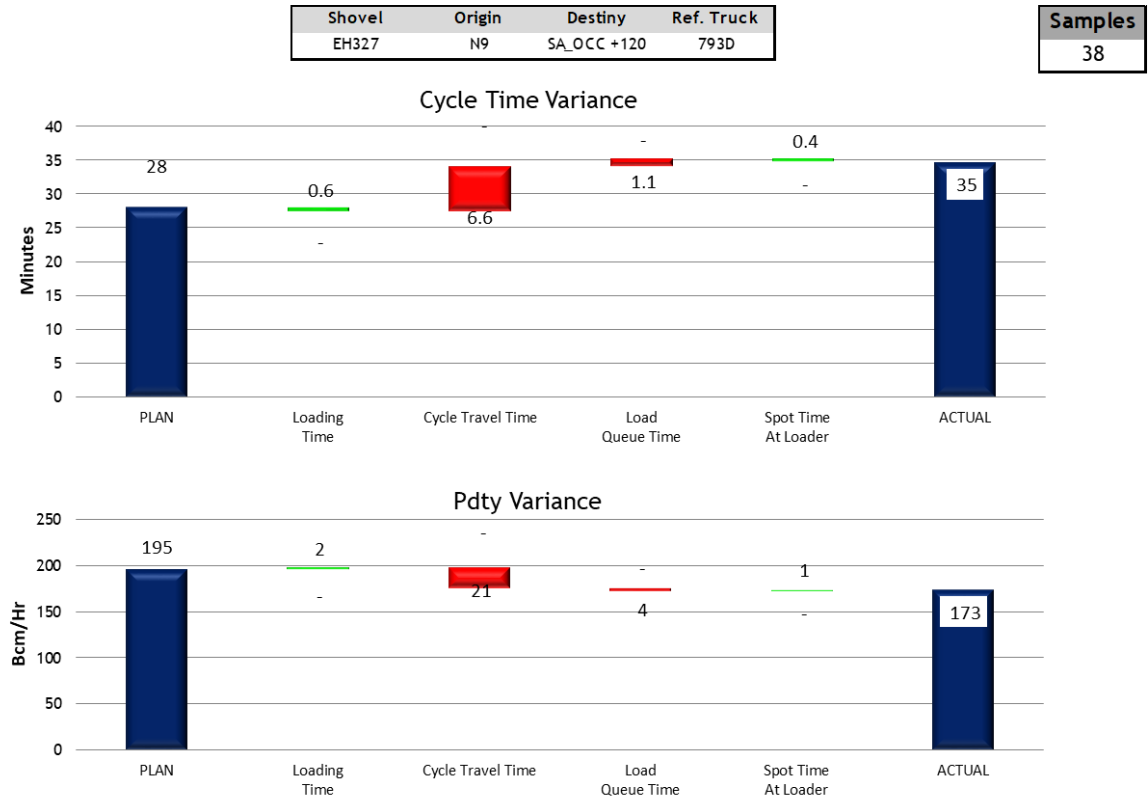 Shovel Origin Destiny Ref. Truck
EH327 N9 SA_OCC +120 793D
Samples
38
Cycle Time Variance
Minutes
40
35
30
25
20
15
10
5
0
28
0.6
-
-
6.6
-
1.1
0.4
-
35
PLAN
Loading
Time
Cycle Travel Time
Load
Queue Time
Spot Time
At Loader
ACTUAL
Pdty Variance
Bcm/Hr
250
200
150
100
50
0
195
2
-
-
21
-
4
1
-
173
PLAN
Loading
Time
Cycle Travel Time
Load
Queue Time
Spot Time
At Loader
ACTUAL